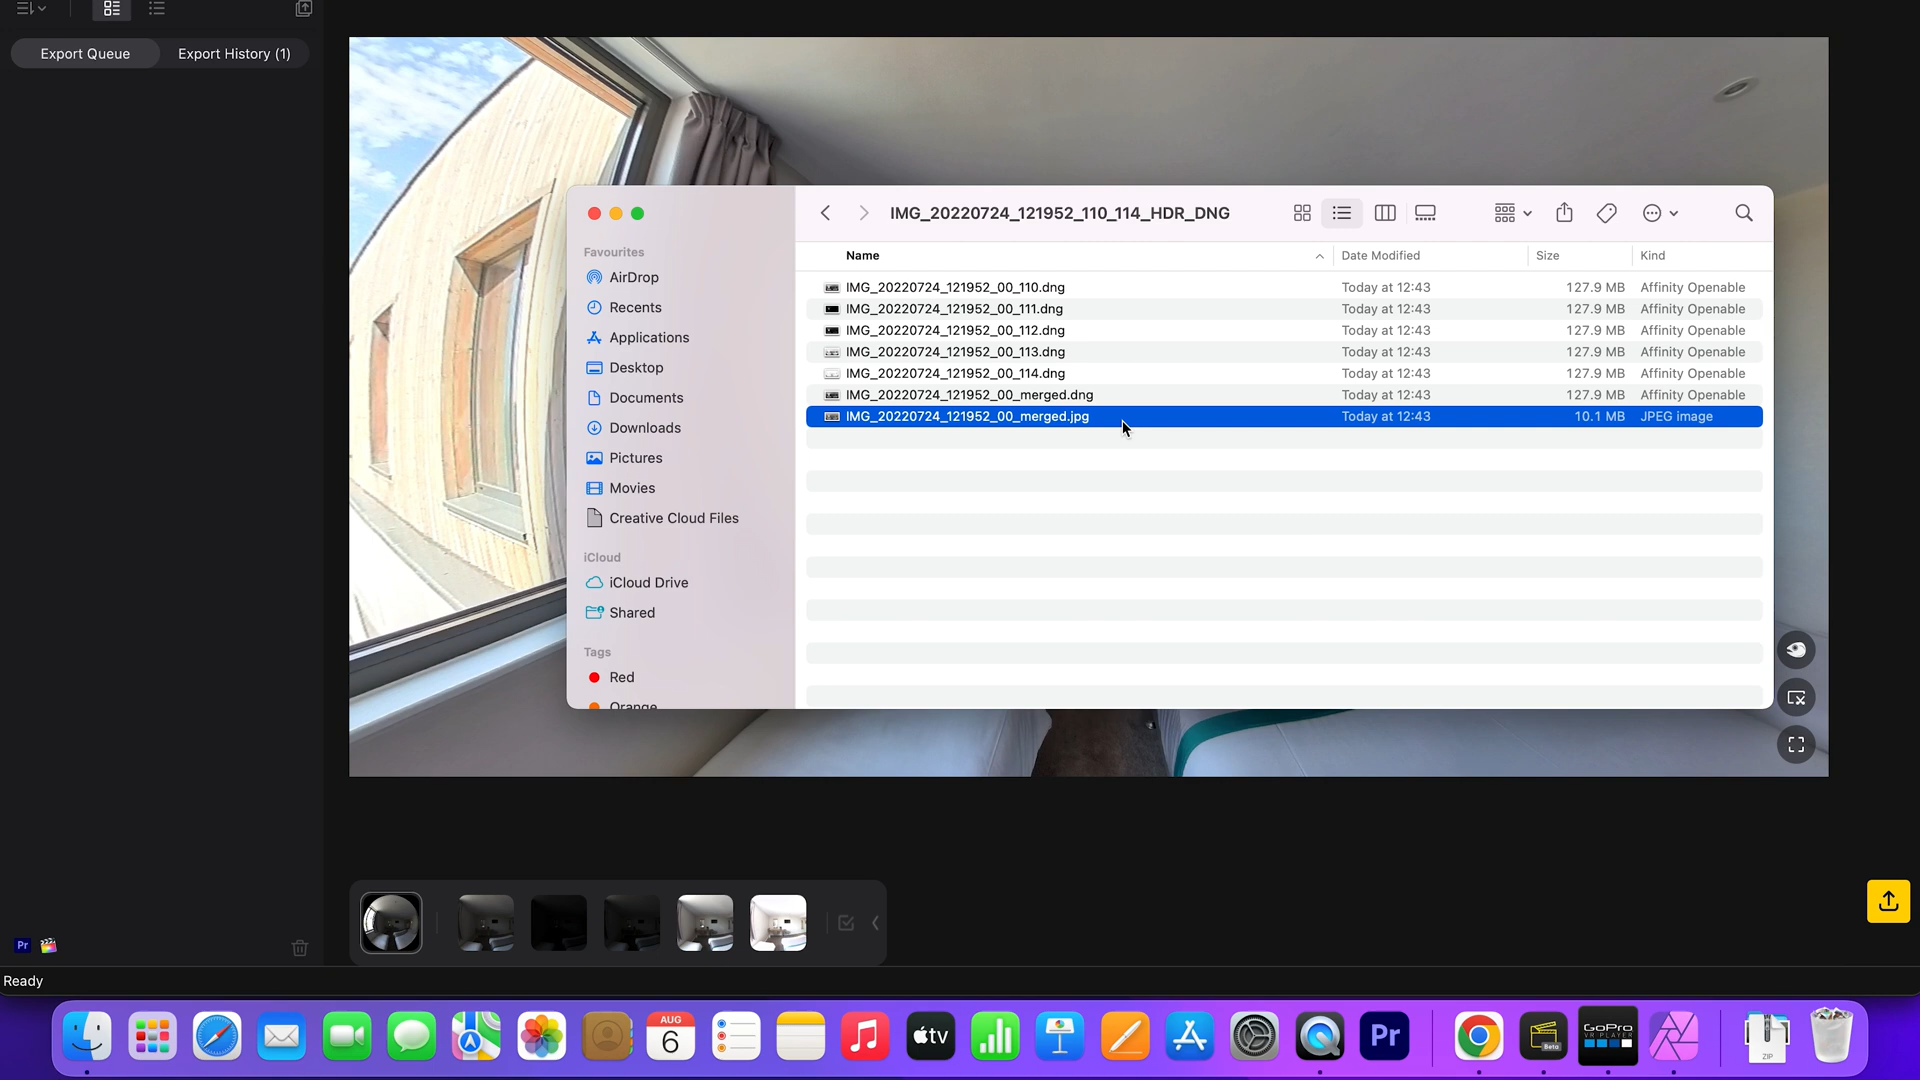 Export Queue
Export History (1)
IMG_20220724_121952_110_114_HDR_DNG
Favourites
AirDrop
Recents
Applications
Desktop
Documents
Downloads
Pictures
Movies
Creative Cloud Files
iCloud
iCloud Drive
Shared
Tags
Red
Orange
Name Date Modified Size Kind
IMG_20220724_121952_00_110.dng Today at 12:43 127.9 MB Affinity Openable
IMG_20220724_121952_00_111.dng Today at 12:43 127.9 MB Affinity Openable
IMG_20220724_121952_00_112.dng Today at 12:43 127.9 MB Affinity Openable
IMG_20220724_121952_00_113.dng Today at 12:43 127.9 MB Affinity Openable
IMG_20220724_121952_00_114.dng Today at 12:43 127.9 MB Affinity Openable
IMG_20220724_121952_00_merged.dng Today at 12:43 127.9 MB Affinity Openable
IMG_20220724_121952_00_merged.jpg Today at 12:43 10.1 MB JPEG image
Pr
Ready
AUG
6
tv
Pr
Beta
GoPro
VR PLAYER
ZIP